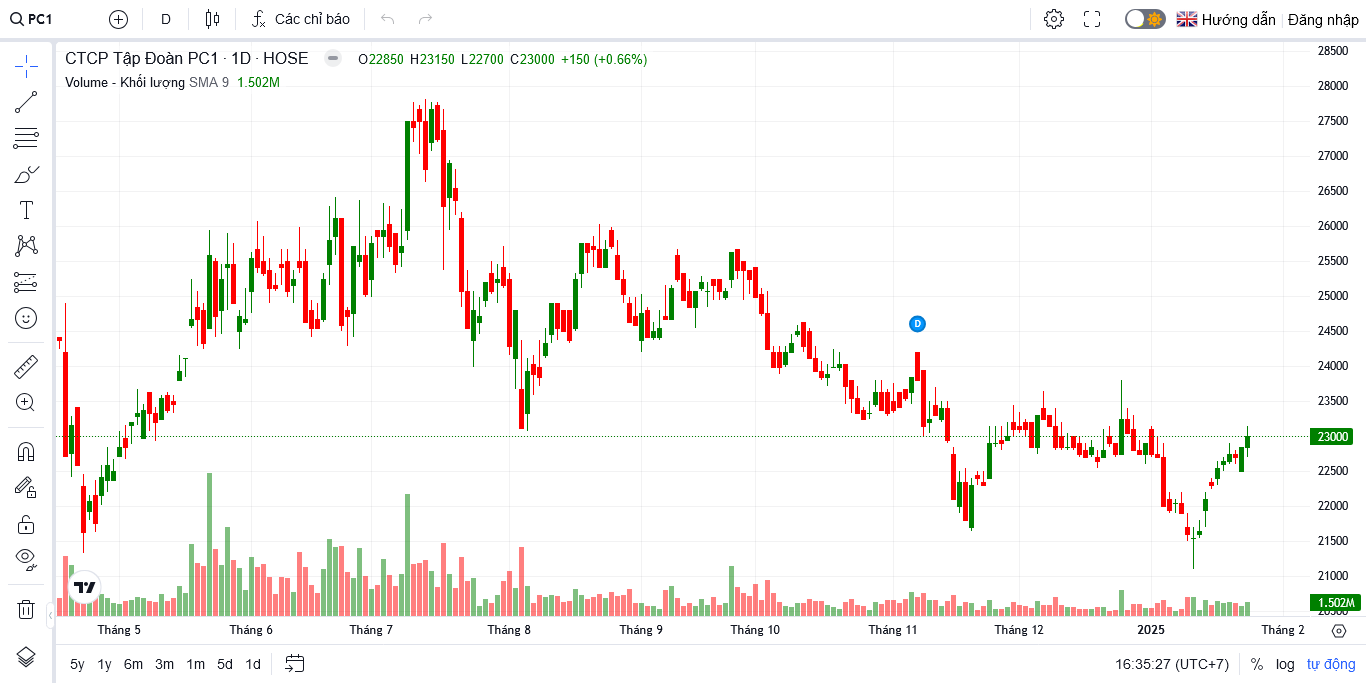 PC1 D Các chỉ báo Hướng dẫn Đăng nhập
CTCP Tập Đoàn PC1 · 1D · HOSE O22850 H23150 L22700 C23000 +150 (+0.66%)
Volume - Khối lượng SMA 9 1.502M
28500
28000
27500
27000
26500
26000
25500
25000
24500
D
24000
23500
23000
22500
22000
21500
21000
1.502M
20500
Tháng 5 Tháng 6 Tháng 7 Tháng 8 Tháng 9 Tháng 10 Tháng 11 Tháng 12 2025 Tháng 2
5y 1y 6m 3m 1m 5d 1d 16:35:27 (UTC+7) % log tự động